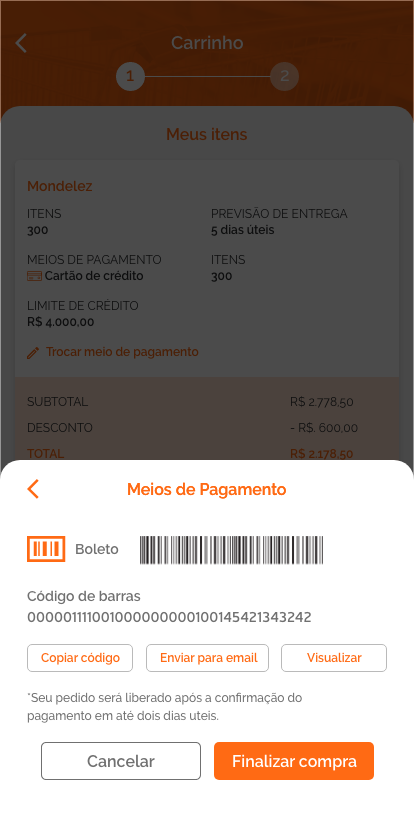 Carrinho
1 2
Meus itens
Mondelez
ITENS PREVISÃO DE ENTREGA
300 5 dias úteis
MEIOS DE PAGAMENTO ITENS
Cartão de crédito 300
LIMITE DE CRÉDITO
R$ 4.000,00
Trocar meio de pagamento
SUBTOTAL R$ 2.778,50
DESCONTO - R$. 600,00
TOTAL R$ 2.178,50
Meios de Pagamento
Boleto
Código de barras
00000111100100000000000100145421343242
Copiar código Enviar para email Visualizar
*Seu pedido será liberado após a confirmação do
pagamento em até dois dias uteis.
Cancelar Finalizar compra